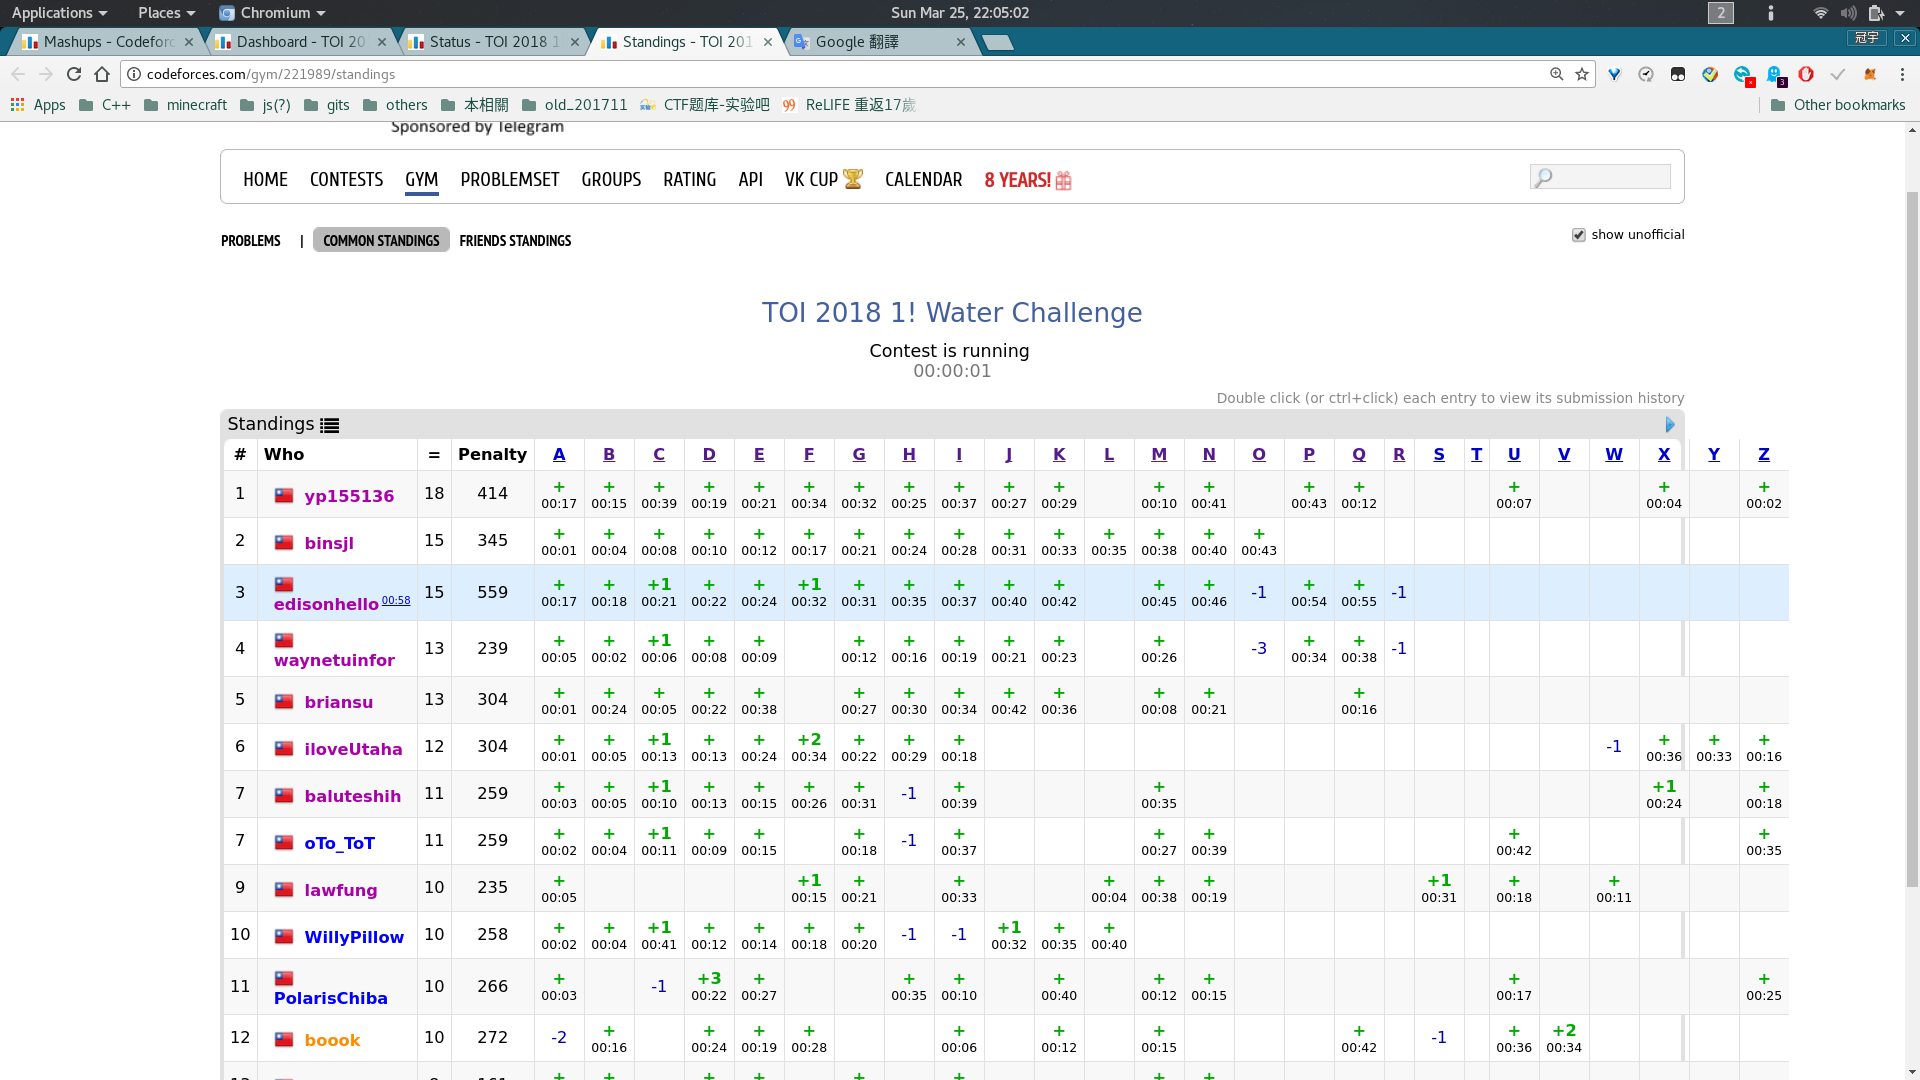 Applications Places Chromium Sun Mar 25, 22:05:02 2
Mashups - Codeforc Dashboard - TOI 20 Status - TOI 2018 1 Standings - TOI 201 Google 翻譯 冠宇
codeforces.com/gym/221989/standings
Apps C++ minecraft js(?) gits others 本相關 old_201711 CTF题库-实验吧 ReLIFE 重返17歲 Other bookmarks
Sponsored by Telegram
HOME CONTESTS GYM PROBLEMSET GROUPS RATING API VK CUP CALENDAR 8 YEARS!
PROBLEMS | COMMON STANDINGS FRIENDS STANDINGS show unofficial
TOI 2018 1! Water Challenge
Contest is running
00:00:01
Double click (or ctrl+click) each entry to view its submission history
Standings
# Who = Penalty A B C D E F G H I J K L M N O P Q R S T U V W X Y Z
1 yp155136 18 414 + + + + + + + + + + + + + + + + + +
00:17 00:15 00:39 00:19 00:21 00:34 00:32 00:25 00:37 00:27 00:29 00:10 00:41 00:43 00:12 00:07 00:04 00:02
2 binsjl 15 345 + + + + + + + + + + + + + + +
00:01 00:04 00:08 00:10 00:12 00:17 00:21 00:24 00:28 00:31 00:33 00:35 00:38 00:40 00:43
3 edisonhello 00:58 15 559 + + +1 + + +1 + + + + + + + -1 + + -1
00:17 00:18 00:21 00:22 00:24 00:32 00:31 00:35 00:37 00:40 00:42 00:45 00:46 00:54 00:55
4 waynetuinfor 13 239 + + +1 + + + + + + + + -3 + + -1
00:05 00:02 00:06 00:08 00:09 00:12 00:16 00:19 00:21 00:23 00:26 00:34 00:38
5 briansu 13 304 + + + + + + + + + + + + +
00:01 00:24 00:05 00:22 00:38 00:27 00:30 00:34 00:42 00:36 00:08 00:21 00:16
6 iloveUtaha 12 304 + + +1 + + +2 + + + -1 + + +
00:01 00:05 00:13 00:13 00:24 00:34 00:22 00:29 00:18 00:36 00:33 00:16
7 baluteshih 11 259 + + +1 + + + + -1 + + +1 +
00:03 00:05 00:10 00:13 00:15 00:26 00:31 00:39 00:35 00:24 00:18
7 oTo_ToT 11 259 + + +1 + + + -1 + + + + +
00:02 00:04 00:11 00:09 00:15 00:18 00:37 00:27 00:39 00:42 00:35
9 lawfung 10 235 + +1 + + + + + +1 + +
00:05 00:15 00:21 00:33 00:04 00:38 00:19 00:31 00:18 00:11
10 WillyPillow 10 258 + + +1 + + + + -1 -1 +1 + +
00:02 00:04 00:41 00:12 00:14 00:18 00:20 00:32 00:35 00:40
11 PolarisChiba 10 266 + -1 +3 + + + + + + + +
00:03 00:22 00:27 00:35 00:10 00:40 00:12 00:15 00:17 00:25
12 boook 10 272 -2 + + + + + + + + -1 + +2
00:16 00:24 00:19 00:28 00:06 00:12 00:15 00:42 00:36 00:34